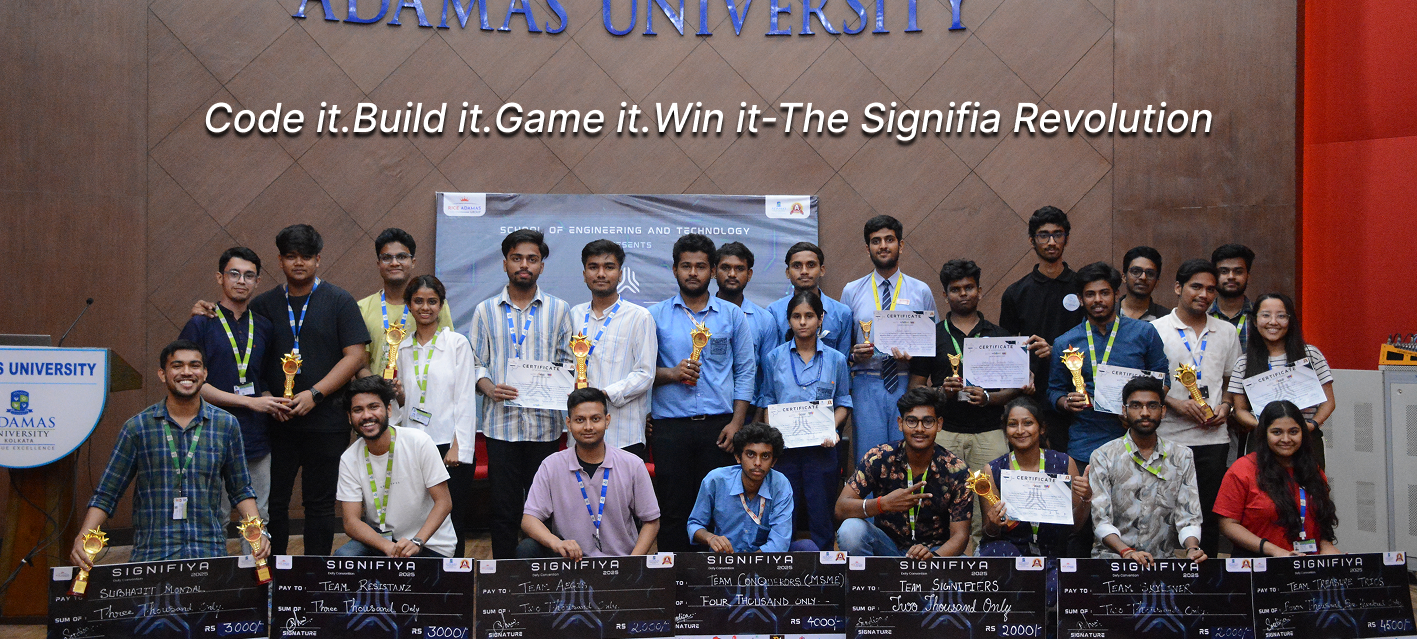 ADAMAS UNIVERSITY
Code it.Build it.Game it.Win it-The Signifia Revolution
SCHOOL OF ENGINEERING AND TECHNOLOGY
CERTIFICATE
CERTIFICATE
CERTIFICATE
CERTIFICATE
CERTIFICATE
CERTIFICATE
UNIVERSITY
ADAMAS
UNIVERSITY
KOLKATA
SIGNIFIYA
2025
PAY TO: SUBHAJIT MONDAL
SUM OF: Three Thousand Only
RS 3000/-
SIGNIFIYA
2025
PAY TO: TEAM RESISTANZ
SUM OF: Three Thousand Only
SIGNATURE RS 3000/-
SIGNIFIYA
2025
PAY TO: TEAM
SUM OF: Two Thousand Only
SIGNATURE RS 2000/-
SIGNIFIYA
2025
PAY TO: TEAM CONQUERORS (MSME)
SUM OF: FOUR THOUSAND ONLY
SIGNATURE RS 4000/-
SIGNIFIYA
2025
PAY TO: TEAM SIGNIFIERS
SUM OF: Two Thousand Only
SIGNATURE RS 2000/-
SIGNIFIYA
2025
PAY TO: TEAM
SUM OF: Two Thousand Only
SIGNATURE RS 2000/-
SIGNIFIYA
2025
PAY TO: TEAM TREASURE
SUM OF:
SIGNATURE RS 4500/-